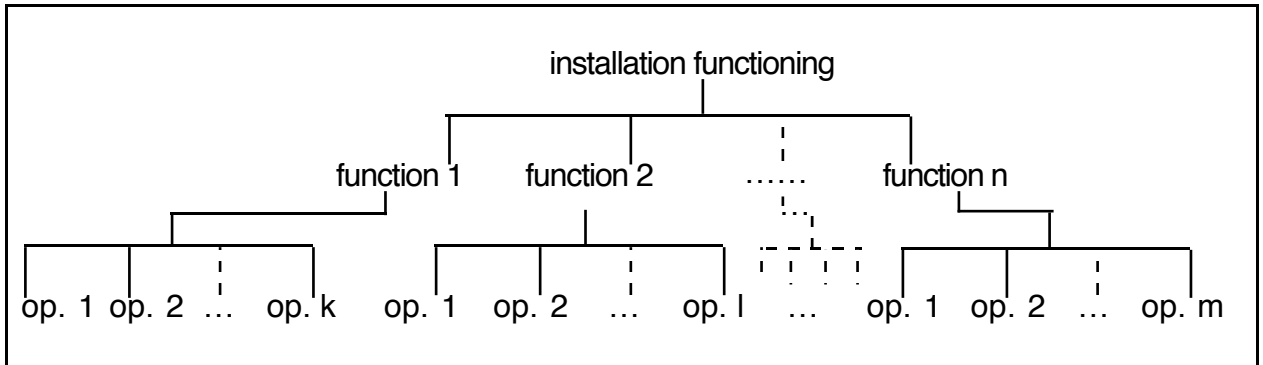 installation functioning
function 1 function 2 ...... function n
...
op. 1 op. 2 ... op. k op. 1 op. 2 ... op. l ... op. 1 op. 2 ... op. m